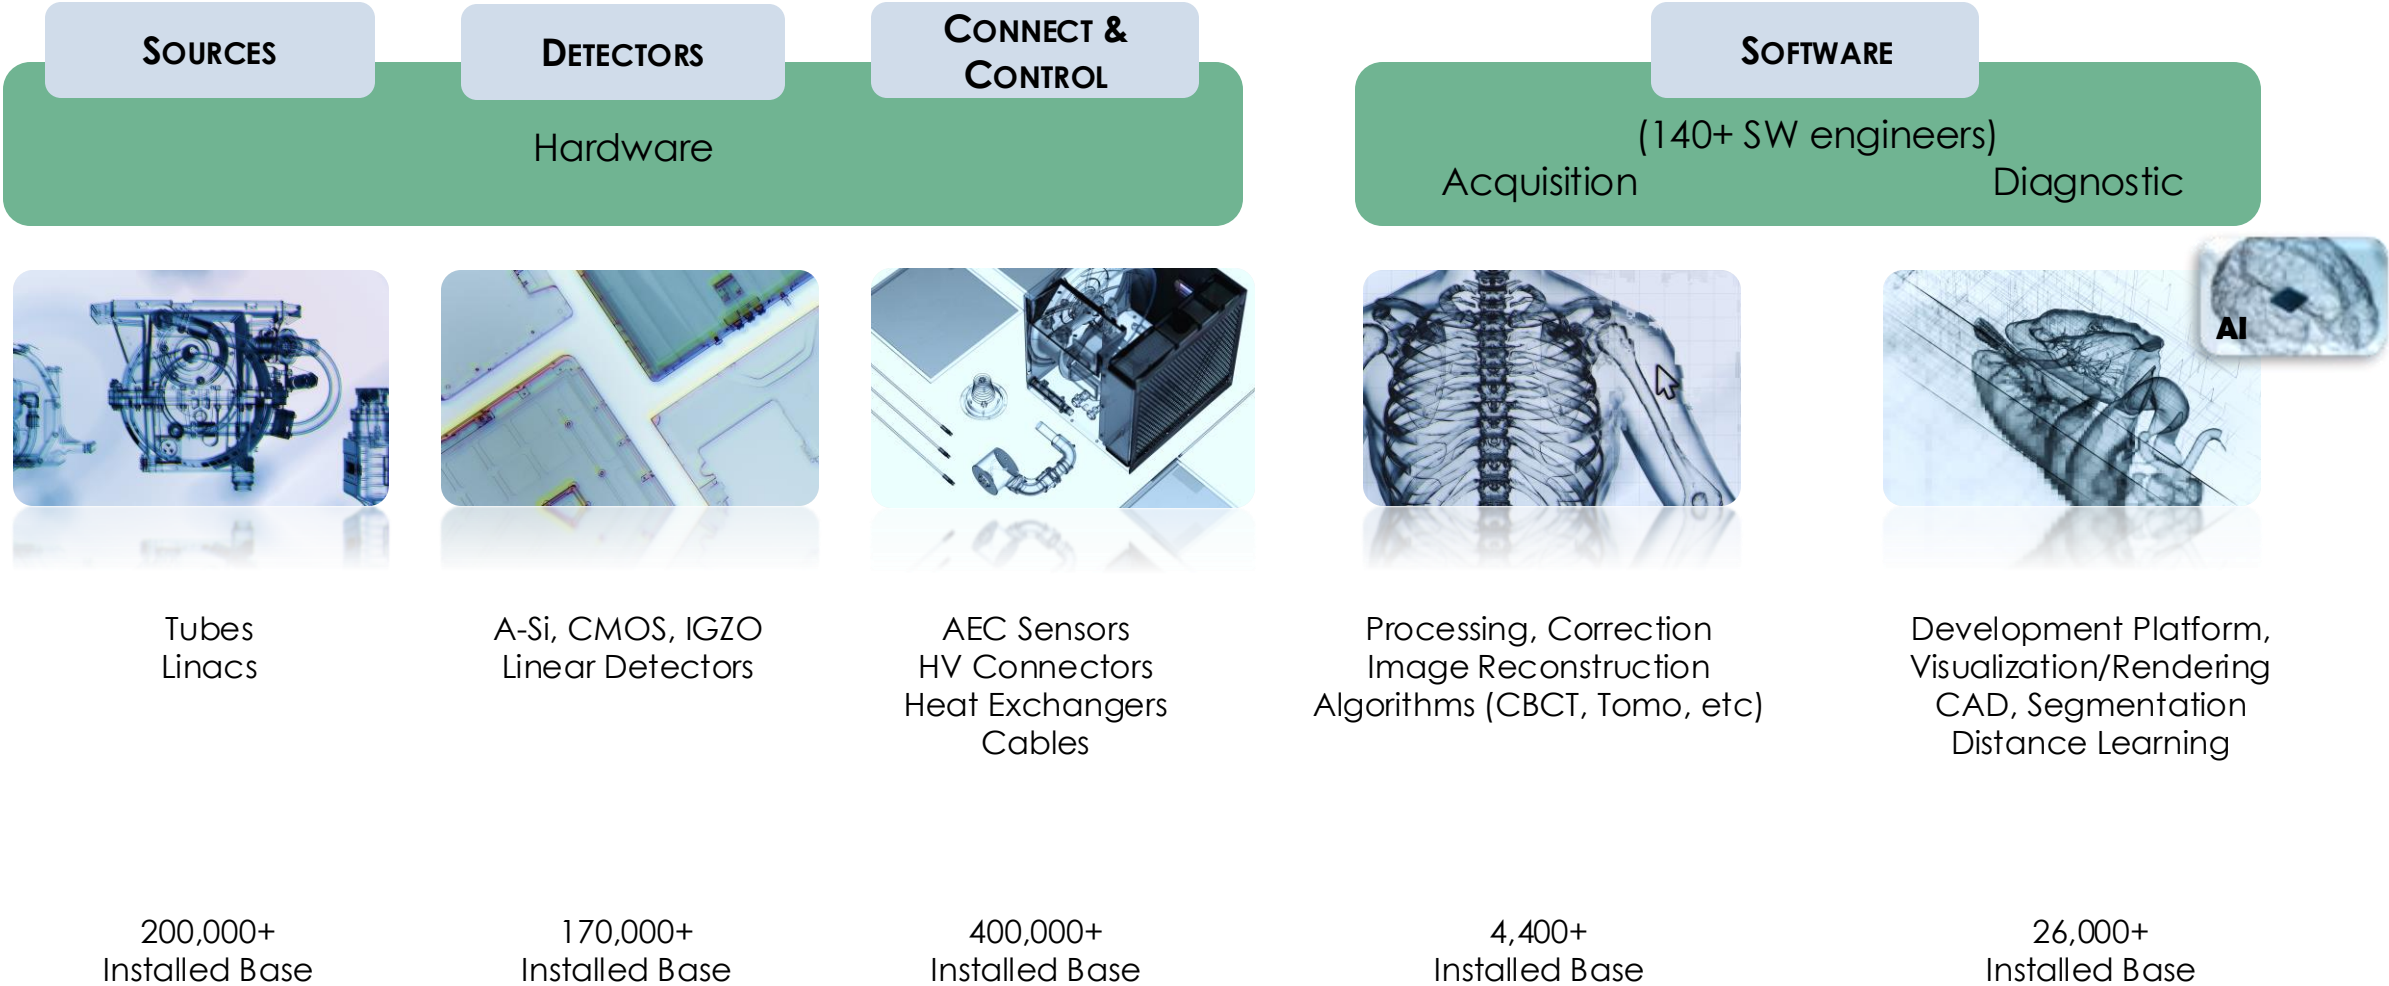 SOURCES
DETECTORS
CONNECT &
CONTROL
Hardware
SOFTWARE
(140+ SW engineers)
Acquisition
Diagnostic
AI
Tubes
Linacs
A-Si, CMOS, IGZO
Linear Detectors
AEC Sensors
HV Connectors
Heat Exchangers
Cables
Processing, Correction
Image Reconstruction
Algorithms (CBCT, Tomo, etc)
Development Platform,
Visualization/Rendering
CAD, Segmentation
Distance Learning
200,000+
Installed Base
170,000+
Installed Base
400,000+
Installed Base
4,400+
Installed Base
26,000+
Installed Base